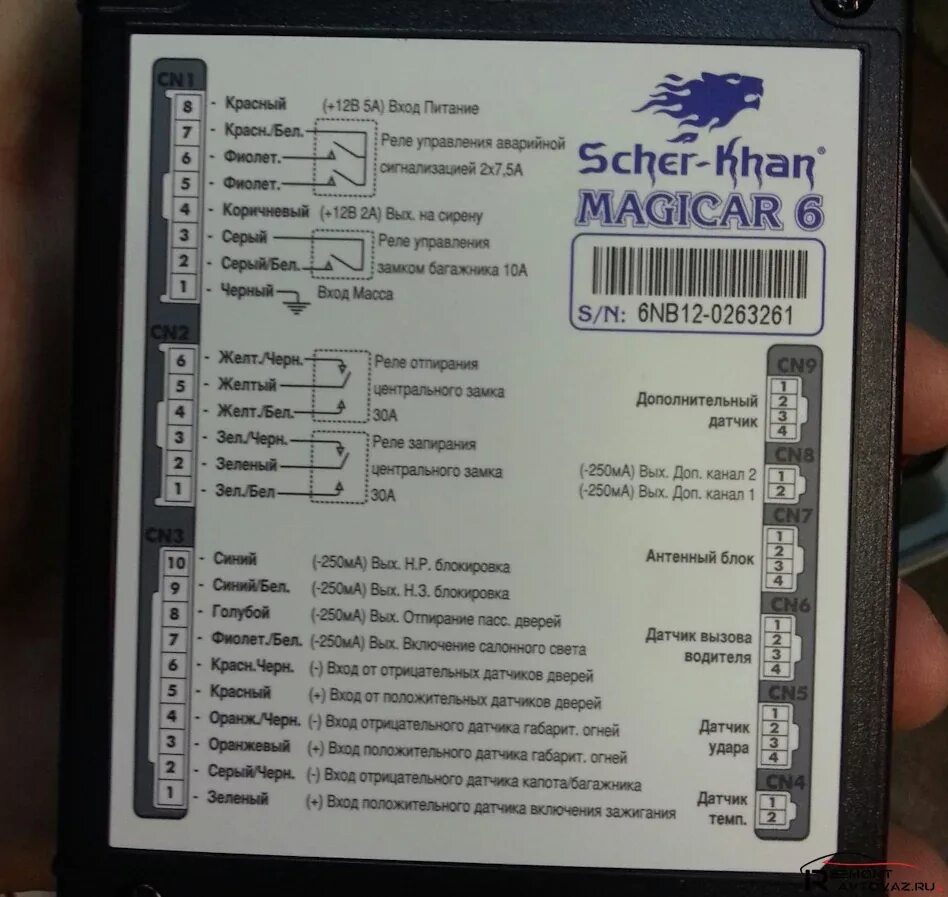 CN1
8 - Красный (+12В 5А) Вход Питание
7 - Красн./Бел.
6 - Фиолет.
5 - Фиолет.
Реле управления аварийной
сигнализацией 2х7,5А
4 - Коричневый (+12В 2А) Вых. на сирену
3 - Серый
2 - Серый/Бел.
Реле управления
замком багажника 10А
1 - Черный Вход Масса
CN2
6 - Желт./Черн.
5 - Желтый
4 - Желт./Бел.
Реле отпирания
центрального замка
30А
3 - Зел./Черн.
2 - Зеленый
1 - Зел./Бел
Реле запирания
центрального замка
30А
CN3
10 - Синий (-250мА) Вых. Н.Р. блокировка
9 - Синий/Бел. (-250мА) Вых. Н.З. блокировка
8 - Голубой (-250мА) Вых. Отпирание пасс. дверей
7 - Фиолет./Бел. (-250мА) Вых. Включение салонного света
6 - Красн.Черн. (-) Вход от отрицательных датчиков дверей
5 - Красный (+) Вход от положительных датчиков дверей
4 - Оранж./Черн. (-) Вход отрицательного датчика габарит. огней
3 - Оранжевый (+) Вход положительного датчика габарит. огней
2 - Серый/Черн. (-) Вход отрицательного датчика капота/багажника
1 - Зеленый (+) Вход положительного датчика включения зажигания
Scher-Khan®
MAGICAR 6
S/N: 6NB12-0263261
CN9
Дополнительный
датчик
1
2
3
4
CN8
(-250мА) Вых. Доп. канал 2 1
(-250мА) Вых. Доп. канал 1 2
CN7
Антенный блок
1
2
3
4
CN6
Датчик вызова
водителя
1
2
3
4
CN5
Датчик
удара
1
2
3
4
CN4
Датчик
темп.
1
2
РЕМОНТ
AVTOVAZ.RU